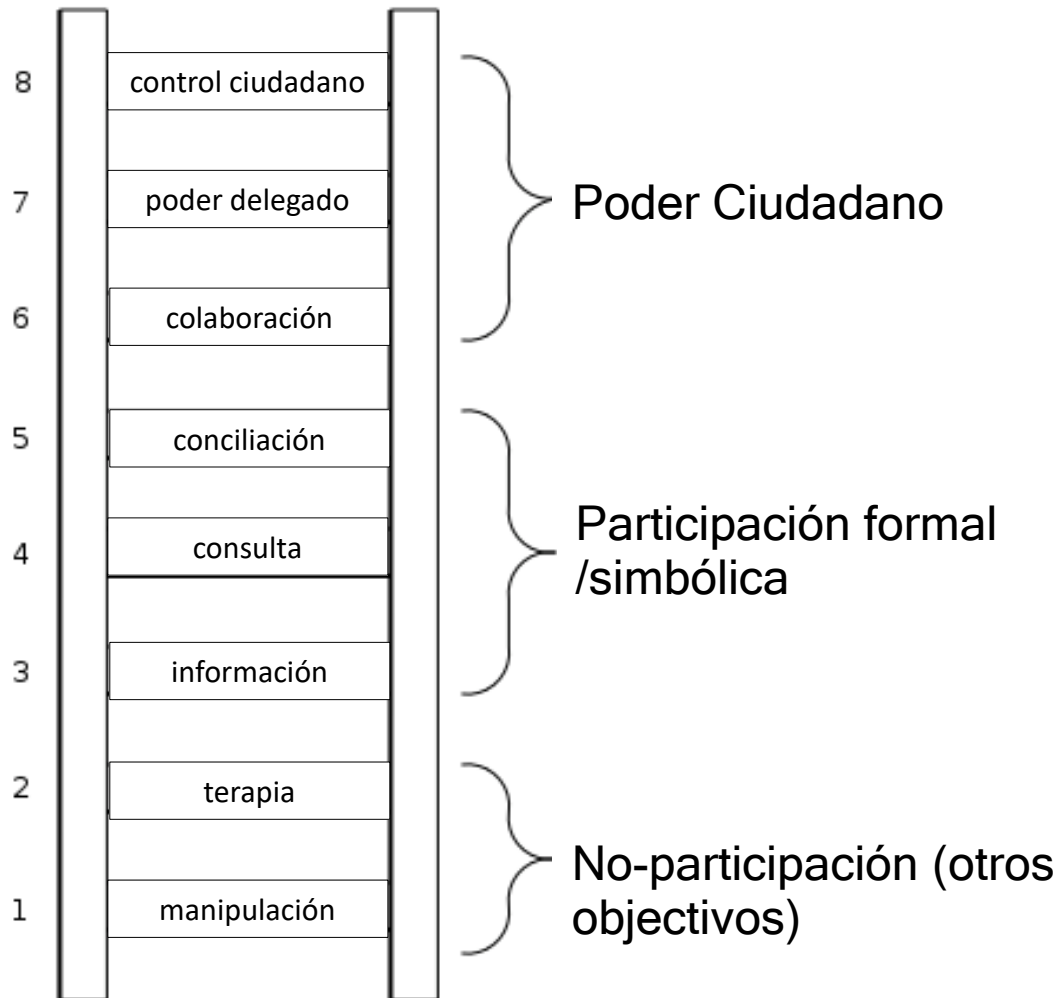 8 control ciudadano
7 poder delegado
Poder Ciudadano
6 colaboración
5 conciliación
4 consulta
Participación formal
/simbólica
3 información
2 terapia
1 manipulación
No-participación (otros
objectivos)